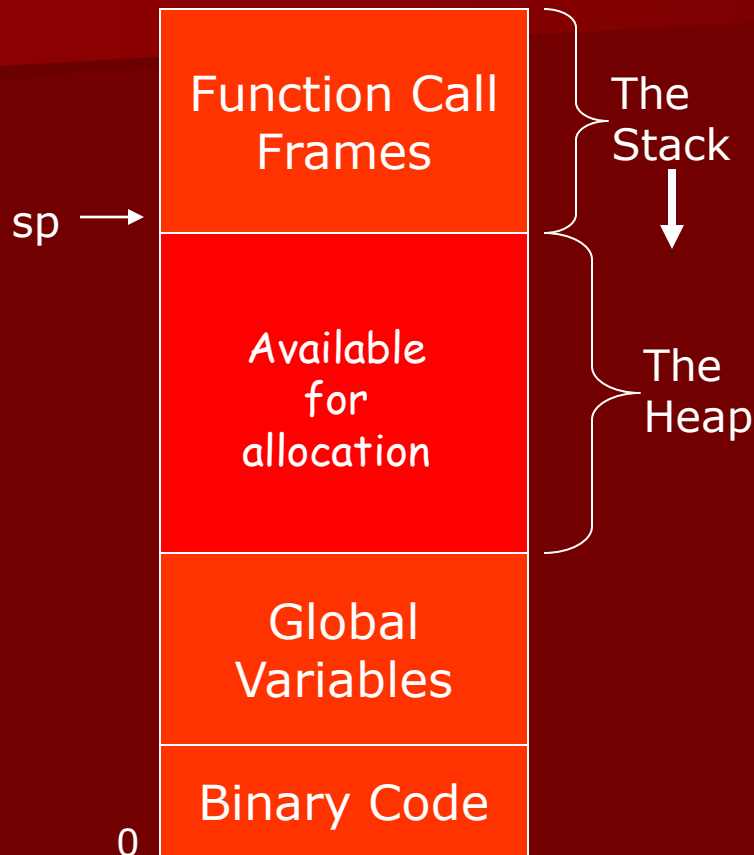 Function Call
Frames
The
Stack
sp
Available
for
allocation
The
Heap
Global
Variables
Binary Code
0